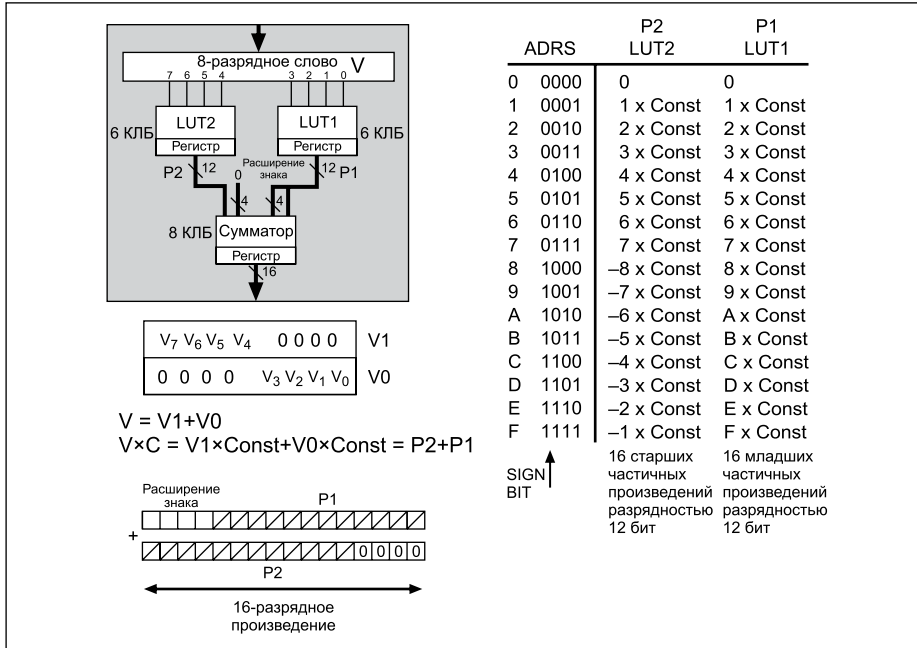 8-разрядное слово V
7 6 5 4 3 2 1 0
6 КЛБ LUT2 LUT1 6 КЛБ
Регистр Регистр
P2 12 0 Расширение знака 12 P1
4 4
8 КЛБ Сумматор
Регистр
16
V7 V6 V5 V4 0 0 0 0 V1
0 0 0 0 V3 V2 V1 V0 V0
V = V1+V0
V×C = V1×Const+V0×Const = P2+P1
Расширение
знака
P1
+
0 0 0 0
P2
16-разрядное
произведение
P2 P1
ADRS LUT2 LUT1
0 0000 0 0
1 0001 1 x Const 1 x Const
2 0010 2 x Const 2 x Const
3 0011 3 x Const 3 x Const
4 0100 4 x Const 4 x Const
5 0101 5 x Const 5 x Const
6 0110 6 x Const 6 x Const
7 0111 7 x Const 7 x Const
8 1000 –8 x Const 8 x Const
9 1001 –7 x Const 9 x Const
A 1010 –6 x Const A x Const
B 1011 –5 x Const B x Const
C 1100 –4 x Const C x Const
D 1101 –3 x Const D x Const
E 1110 –2 x Const E x Const
F 1111 –1 x Const F x Const
SIGN
BIT
16 старших
частичных
произведений
разрядностью
12 бит
16 младших
частичных
произведений
разрядностью
12 бит